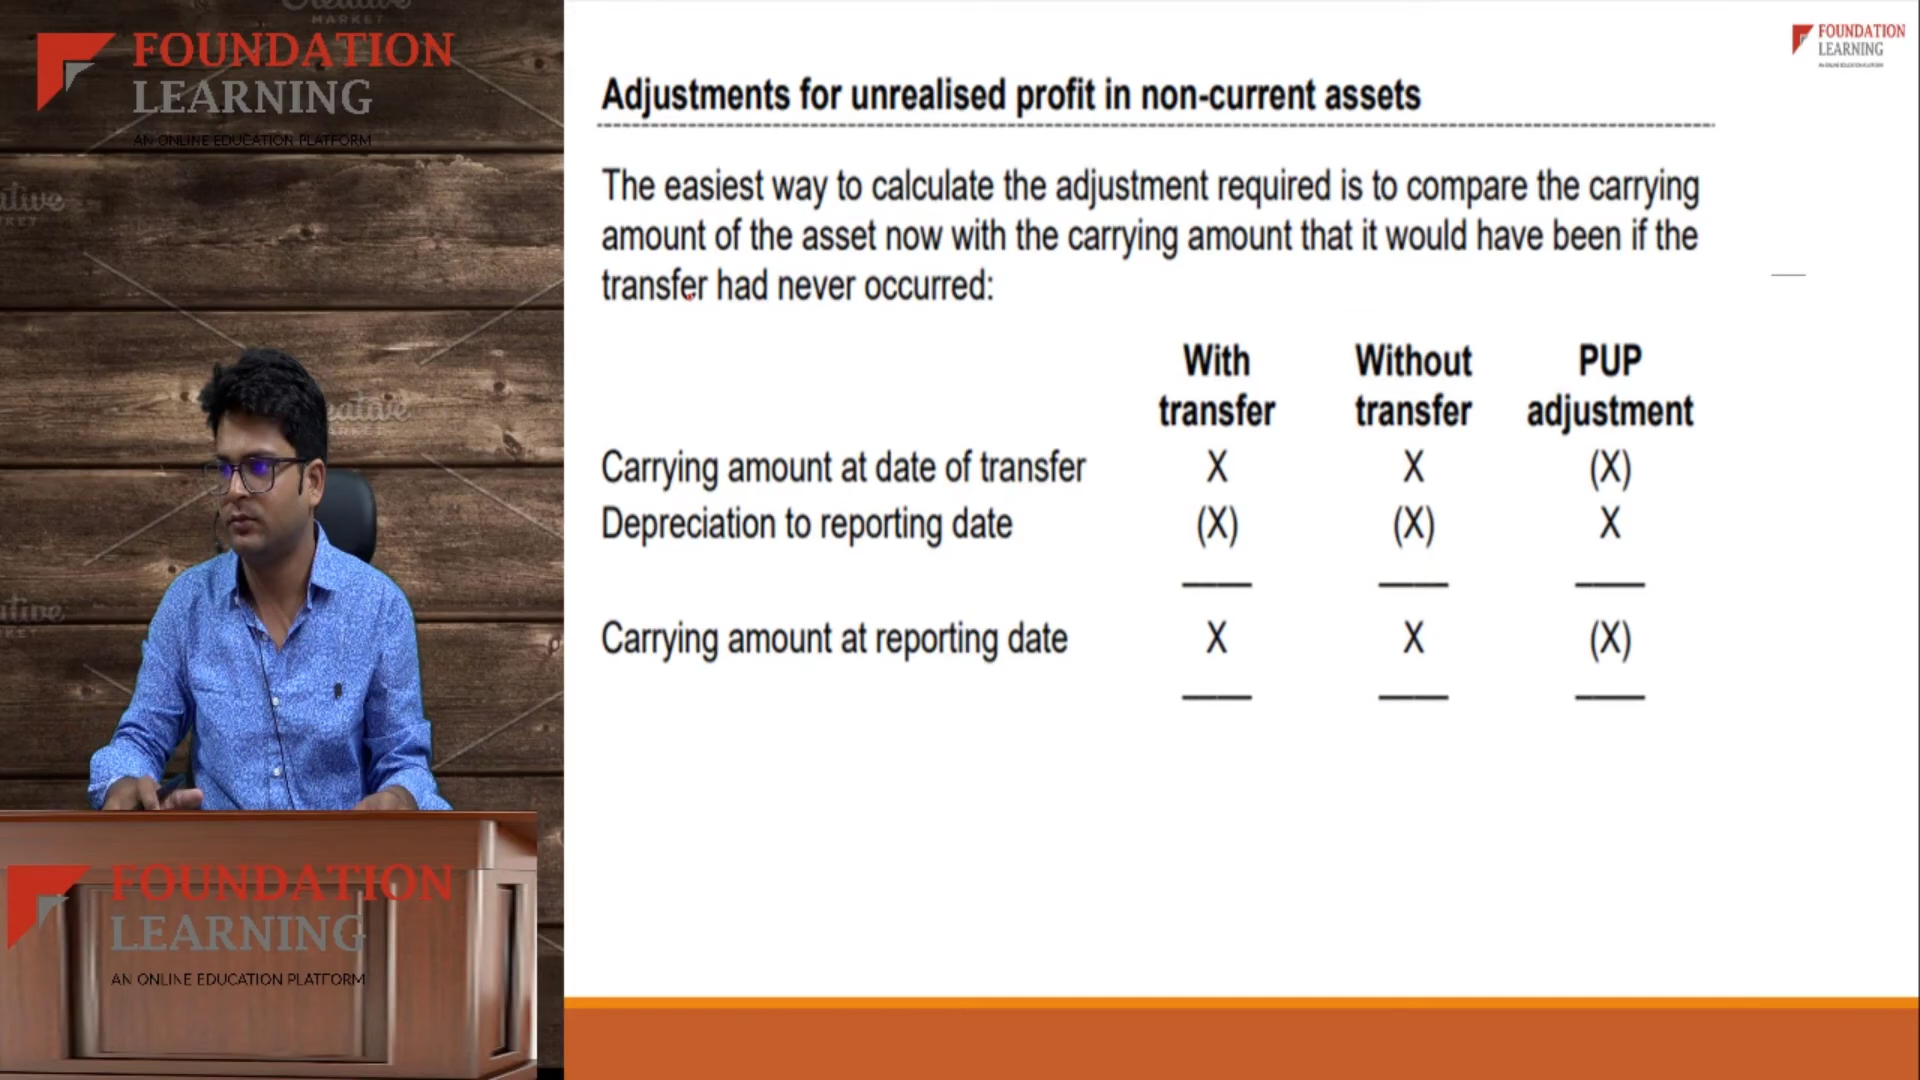 FOUNDATION
LEARNING
AN ONLINE EDUCATION PLATFORM
FOUNDATION
LEARNING
AN ONLINE EDUCATION PLATFORM
FOUNDATION
LEARNING
AN ONLINE EDUCATION PLATFORM
Adjustments for unrealised profit in non-current assets
The easiest way to calculate the adjustment required is to compare the carrying
amount of the asset now with the carrying amount that it would have been if the
transfer had never occurred:
With Without PUP
transfer transfer adjustment
Carrying amount at date of transfer X X (X)
Depreciation to reporting date (X) (X) X
Carrying amount at reporting date X X (X)